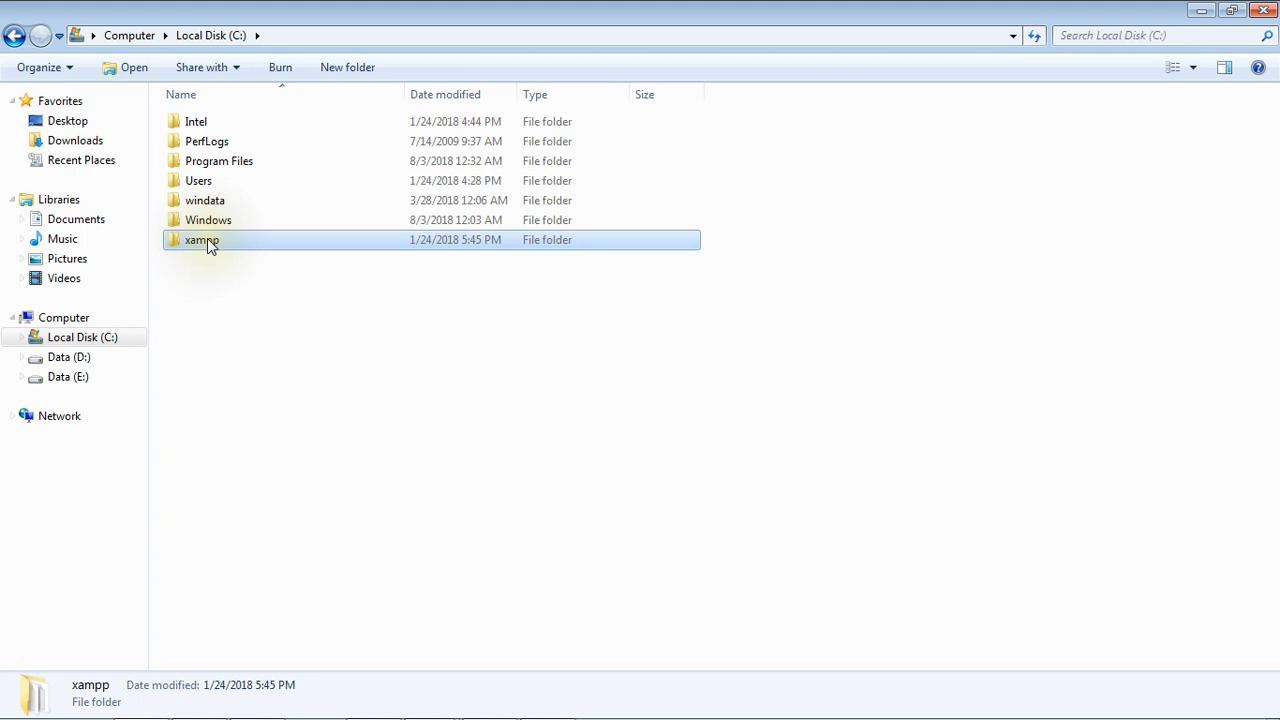 Computer Local Disk (C:) Search Local Disk (C:)
Organize Open Share with Burn New folder
Name Date modified Type Size
Favorites
Desktop
Downloads
Recent Places
Libraries
Documents
Music
Pictures
Videos
Computer
Local Disk (C:)
Data (D:)
Data (E:)
Network
Intel 1/24/2018 4:44 PM File folder
PerfLogs 7/14/2009 9:37 AM File folder
Program Files 8/3/2018 12:32 AM File folder
Users 1/24/2018 4:28 PM File folder
windata 3/28/2018 12:06 AM File folder
Windows 8/3/2018 12:03 AM File folder
xampp 1/24/2018 5:45 PM File folder
xampp Date modified: 1/24/2018 5:45 PM
File folder